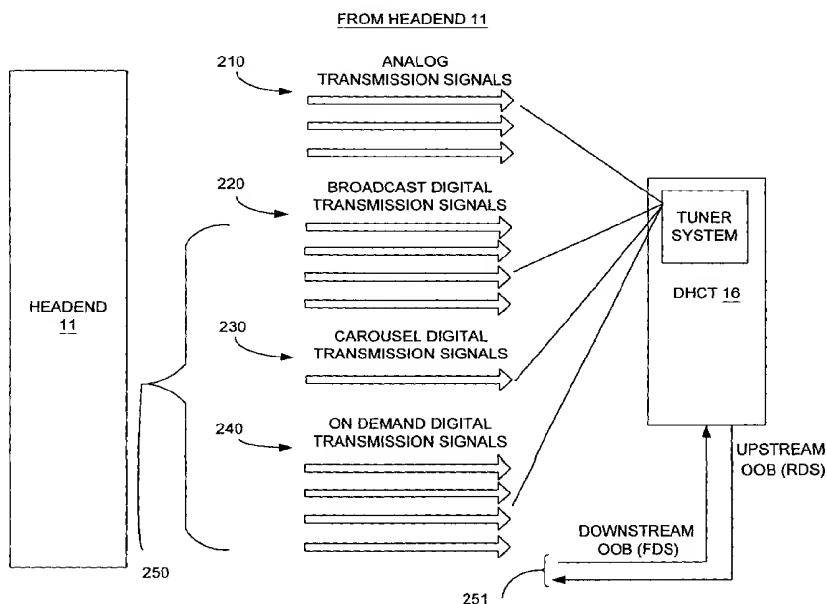 FROM HEADEND 11
210
ANALOG
TRANSMISSION SIGNALS
220
BROADCAST DIGITAL
TRANSMISSION SIGNALS
TUNER
SYSTEM
DHCT 16
HEADEND
11
230
CAROUSEL DIGITAL
TRANSMISSION SIGNALS
240
ON DEMAND DIGITAL
TRANSMISSION SIGNALS
UPSTREAM
OOB (RDS)
DOWNSTREAM
OOB (FDS)
250
251